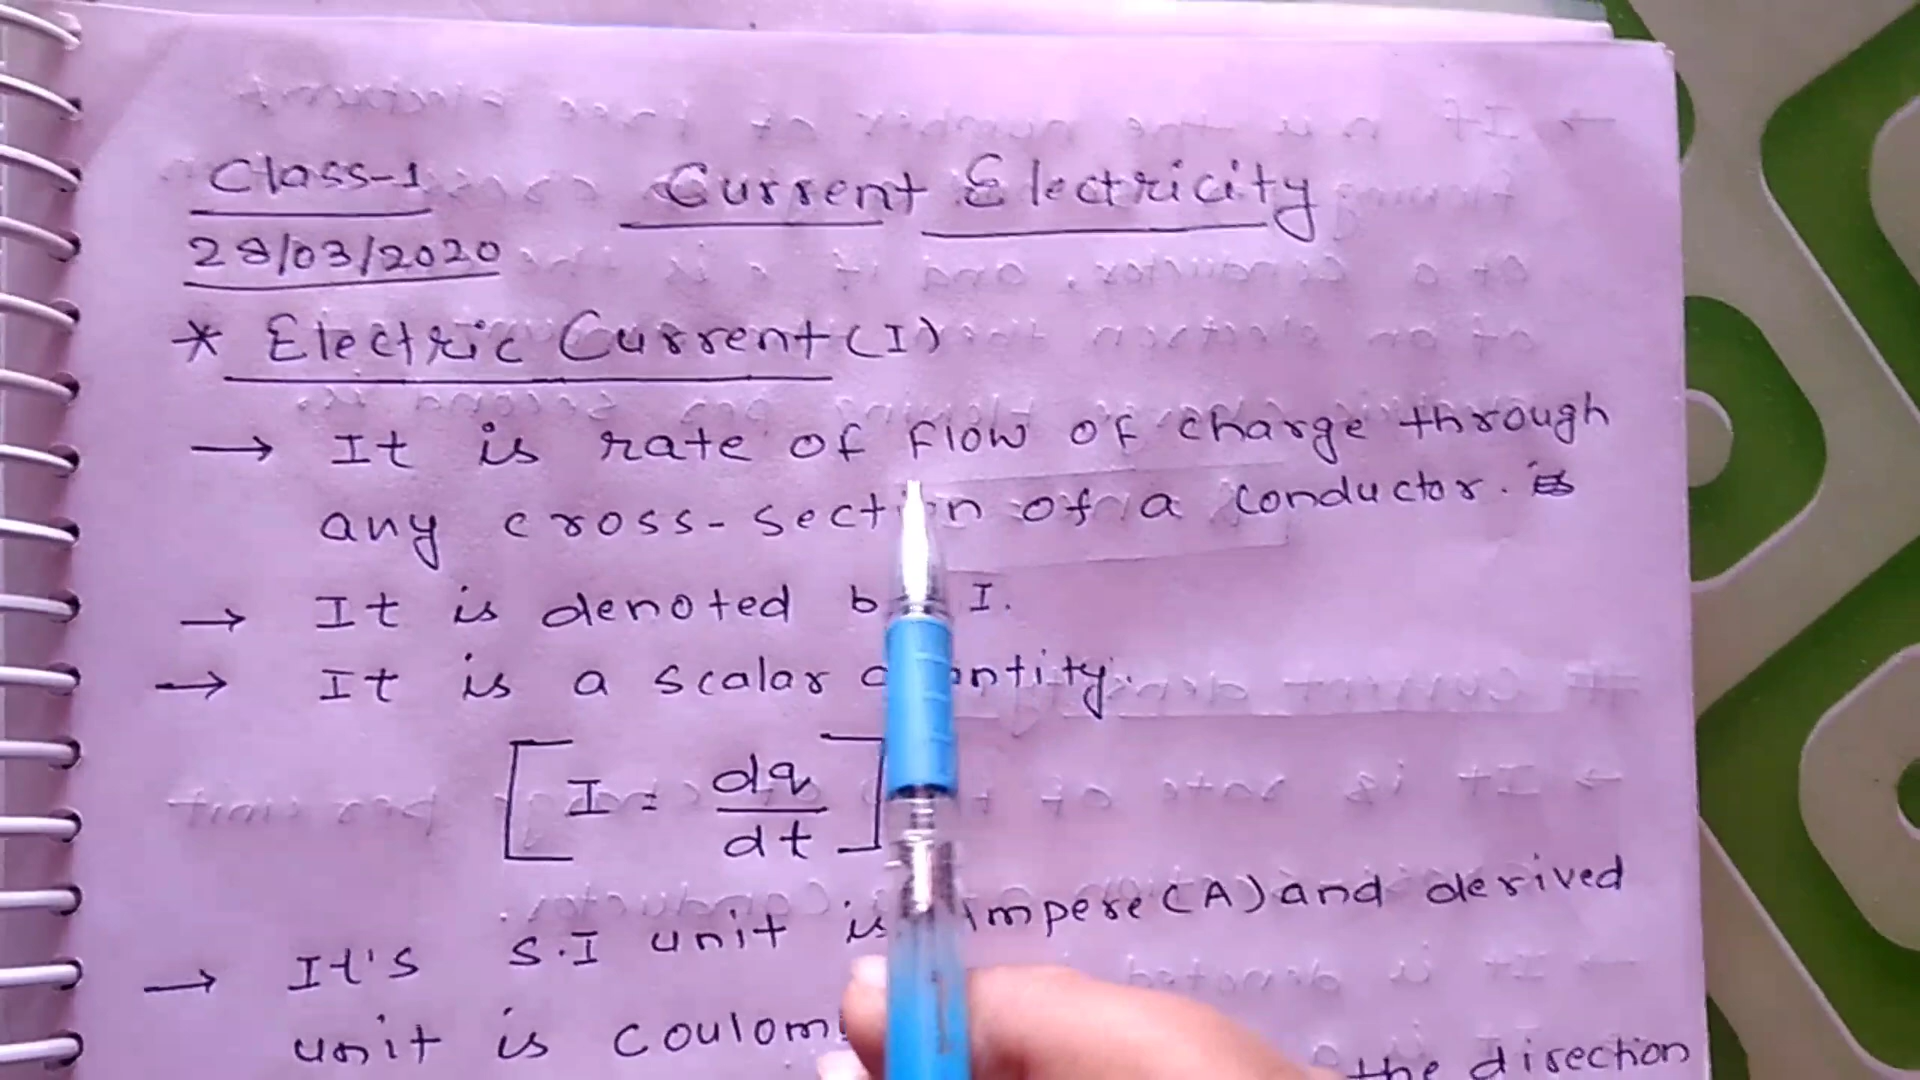 Class-1 Current Electricity
28/03/2020
* Electric Current (I)
→ It is rate of flow of charge through
any cross-section of a conductor.
→ It is denoted b I.
→ It is a scalar quantity.
[I = dq/dt]
→ It's S.I unit is Ampere (A) and derived
unit is coulom
the direction